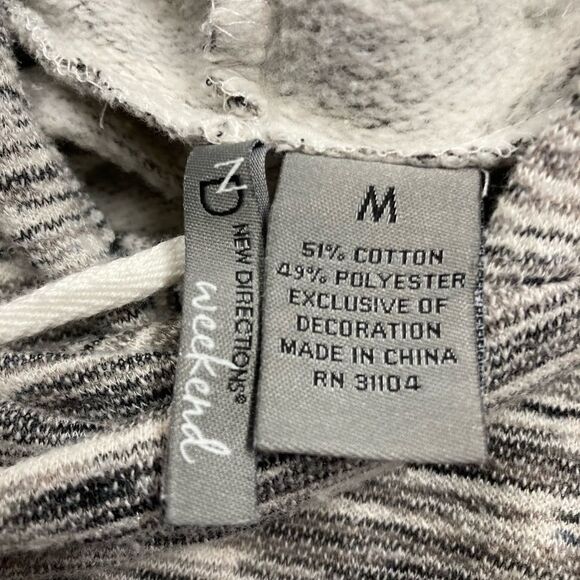 ND
NEW DIRECTIONS®
weekend
M
51% COTTON
49% POLYESTER
EXCLUSIVE OF
DECORATION
MADE IN CHINA
RN 31104